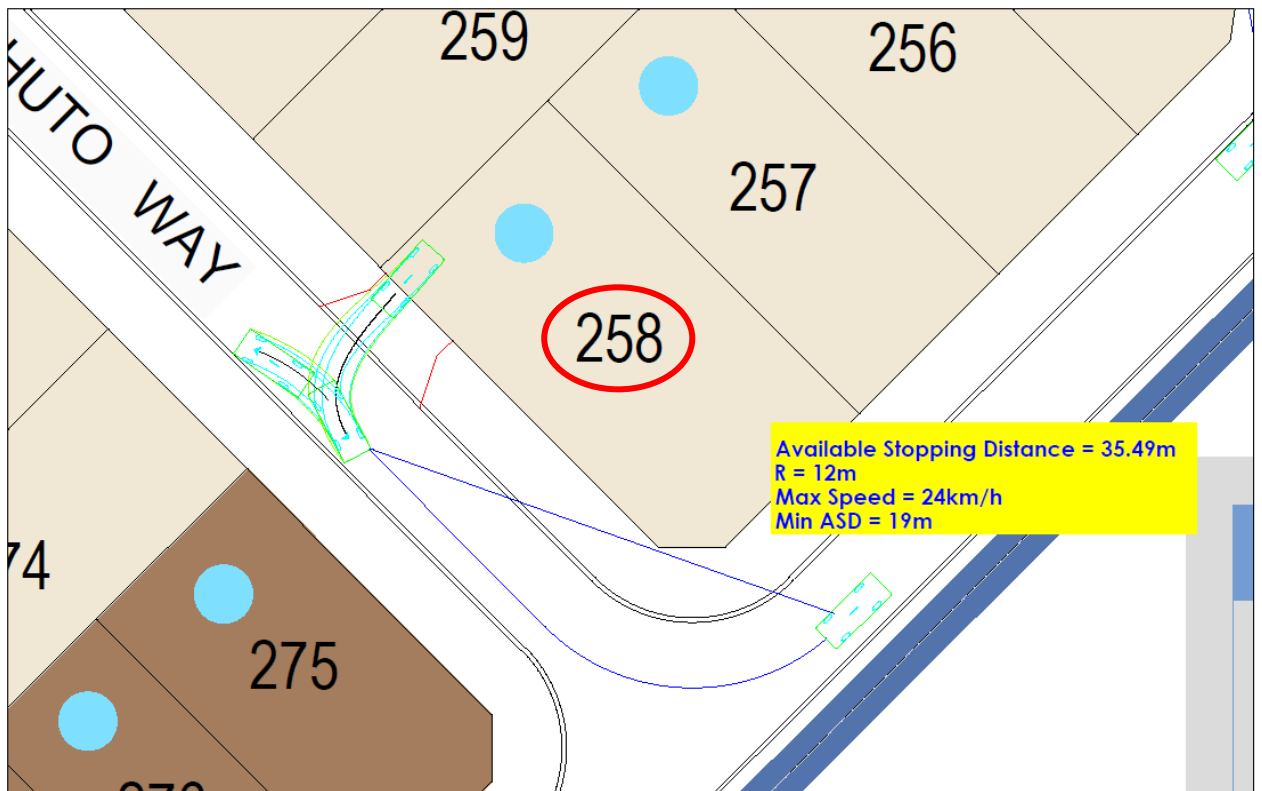 259
256
HUTO WAY
257
258
Available Stopping Distance = 35.49m
R = 12m
Max Speed = 24km/h
Min ASD = 19m
74
275